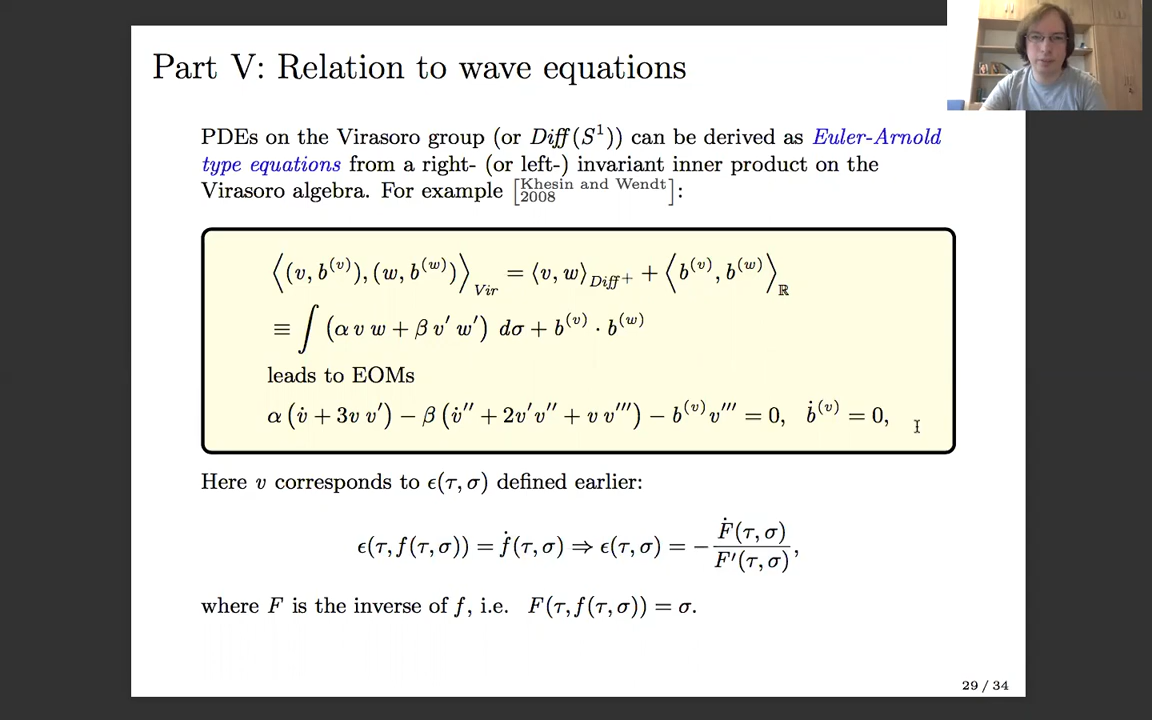 Part V: Relation to wave equations
PDEs on the Virasoro group (or Diff(S¹)) can be derived as Euler-Arnold
type equations from a right- (or left-) invariant inner product on the
Virasoro algebra. For example [Khesin and Wendt 2008]:
⟨(v, b⁽ᵛ⁾), (w, b⁽ʷ⁾)⟩_Vir = ⟨v, w⟩_Diff⁺ + ⟨b⁽ᵛ⁾, b⁽ʷ⁾⟩_ℝ
≡ ∫ (α v w + β v′ w′) dσ + b⁽ᵛ⁾ · b⁽ʷ⁾
leads to EOMs
α (v̇ + 3v v′) − β (v̇″ + 2v′v″ + v v‴) − b⁽ᵛ⁾v‴ = 0, ḃ⁽ᵛ⁾ = 0,
Here v corresponds to ϵ(τ, σ) defined earlier:
ϵ(τ, f(τ, σ)) = ḟ(τ, σ) ⇒ ϵ(τ, σ) = − Ḟ(τ, σ) / F′(τ, σ),
where F is the inverse of f, i.e. F(τ, f(τ, σ)) = σ.
29 / 34